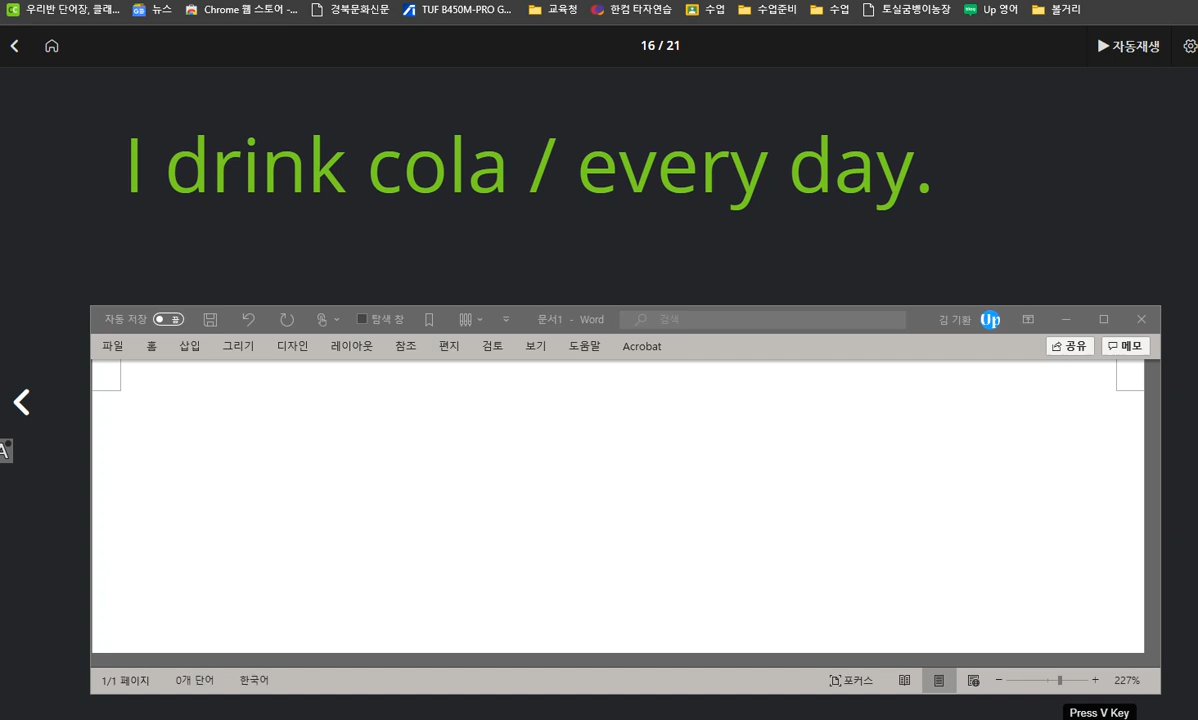 우리반 단어장, 클래... 뉴스 Chrome 웹 스토어 -... 경북문화신문 TUF B450M-PRO G... 교육청 한컴 타자연습 수업 수업준비 수업 토실굼벵이농장 Up 영어 볼거리
16 / 21
자동재생
I drink cola / every day.
자동 저장 끔 탐색 창 문서1 - Word 검색 김 기환 Up
파일 홈 삽입 그리기 디자인 레이아웃 참조 편지 검토 보기 도움말 Acrobat 공유 메모
A
1/1 페이지 0개 단어 한국어 포커스 227%
Press V Key